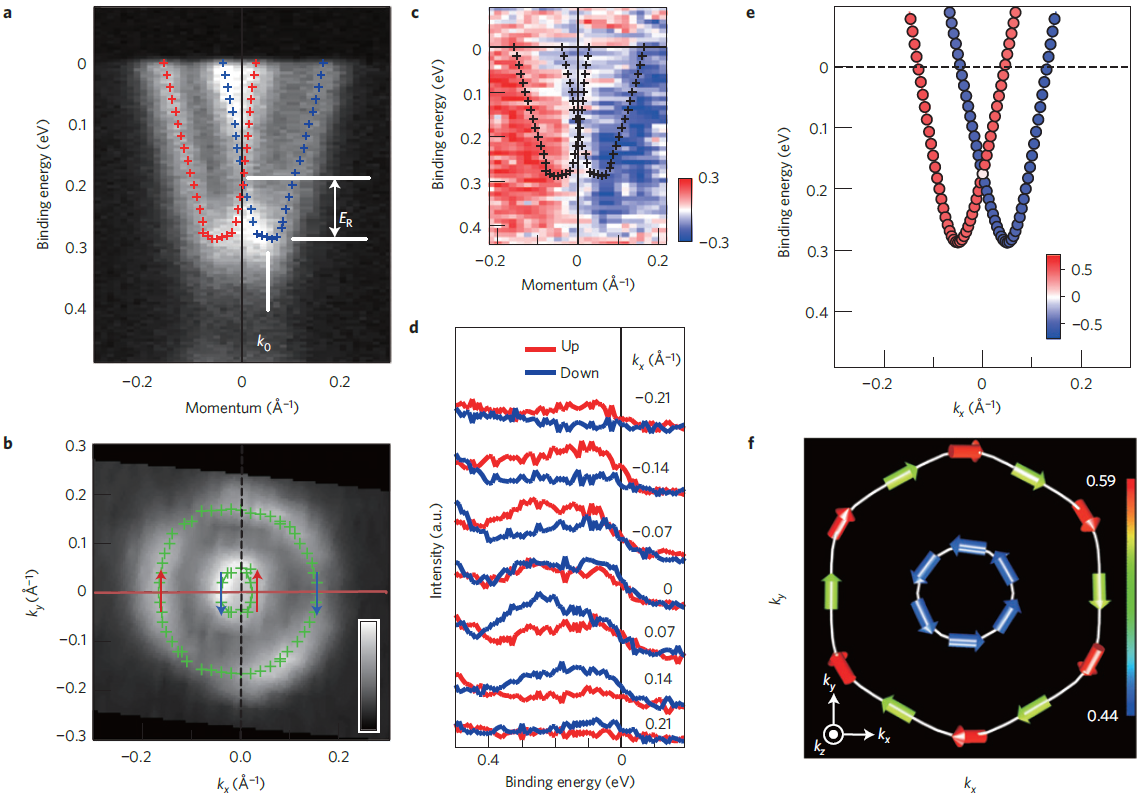 a
0
0.1
0.2
0.3
0.4
Binding energy (eV)
E_R
k_0
−0.2
0
0.2
Momentum (Å⁻¹)
b
0.3
0.2
0.1
0
−0.1
−0.2
−0.3
k_y (Å⁻¹)
−0.2
0.0
0.2
k_x (Å⁻¹)
c
0
0.1
0.2
0.3
0.4
Binding energy (eV)
0.3
−0.3
−0.2
0
0.2
Momentum (Å⁻¹)
d
Up
Down
k_x (Å⁻¹)
−0.21
−0.14
−0.07
0
0.07
0.14
0.21
Intensity (a.u.)
0.4
0
Binding energy (eV)
e
0
0.1
0.2
0.3
0.4
Binding energy (eV)
0.5
0
−0.5
−0.2
0
0.2
k_x (Å⁻¹)
f
0.59
0.44
k_y
k_y
k_x
k_z
k_x